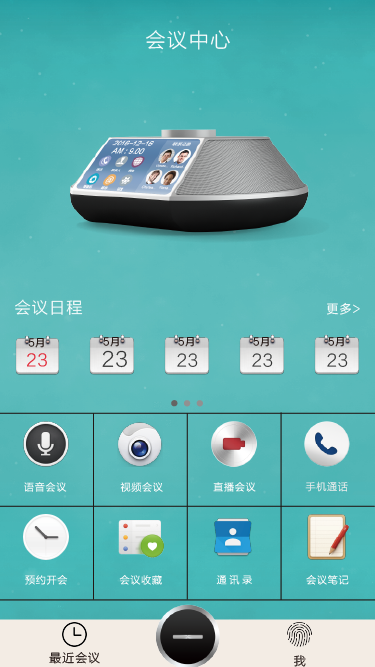 会议中心
2016-12-16
AM : 9.00
会议日程
更多>
5月 5月 5月 5月 5月
23 23 23 23 23
语音会议 视频会议 直播会议 手机通话
预约开会 会议收藏 通讯录 会议笔记
最近会议 我